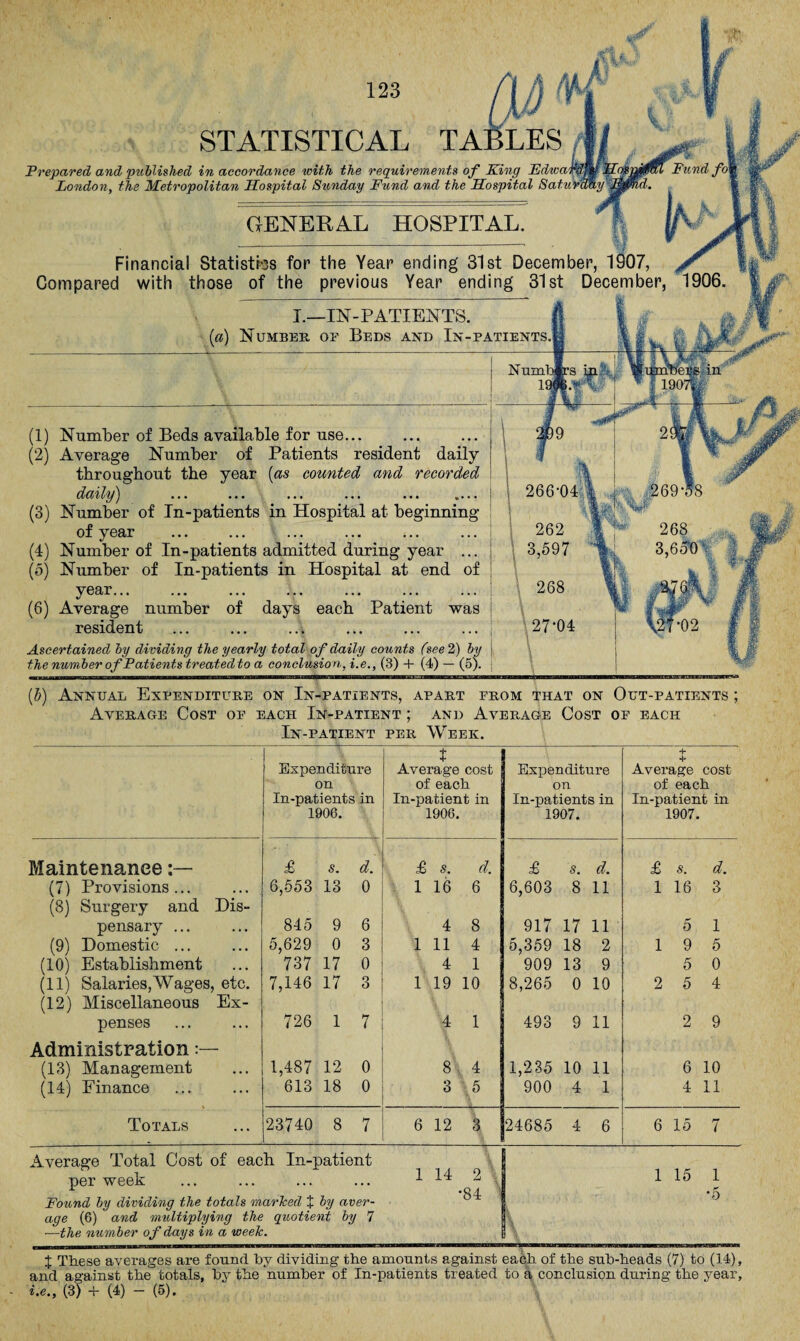 123
STATISTICAL TABLES
Prepared and published in accordance with the requirements of King Edward's Hospital Fund for
London, the Metropolitan Hospital Sunday Fund and the Hospital Saturday Fund.
GENERAL HOSPITAL.
Financial Statistics for the Year ending 31st December, 1907,
Compared with those of the previous Year ending 31st December, 1906.
I.—IN-PATIENTS.
(a) Number of Beds and In-patients.
Numbers in 1906. Numbers in 1907.
(1) Number of Beds available for use... ... ... 299
(2) Average Number of Patients resident daily
throughout the year (as counted and recorded
daily) ... ... ... ... ... ... 266·04 269·58
(3) Number of In-patients in Hospital at beginning
of year ... ... ... ... ... ... 262 268
(4) Number of In-patients admitted during year ... 3,597 3,650
(5) Number of In-patients in Hospital at end of
year... ... ... ... ... ... ... 268 276
(6) Average number of days each Patient was
resident ... ... ... ... ... ... 27·04 27·02
Ascertained by dividing the yearly total of daily counts (see 2) by
the number of Patients treated to a conclusion, i.e., (3) + (4) — (5).
(b) Annual Expenditure on In-patients, apart from that on Out-patients ;
Average Cost of each In-patient ; and Average Cost of each
In-patient per Week.
Expenditure on In-patients in 1906. ‡ Average cost of each In-patient in 1906. Expenditure on In-patients in 1907. ‡ Average cost of each In-patient in 1907.
Maintenance :— £ s. d. £ s. d. £ s. d. £ s. d.
(7) Provisions ... ... 6,553 13 0 1 16 6 6,603 8 11 1 16 3
(8) Surgery and Dis-
pensary ... ... 845 9 6 4 8 917 17 11 5 1
(9) Domestic ... ... 5,629 0 3 1 11 4 5,359 18 2 1 9 5
(10) Establishment ... 737 17 0 4 1 909 13 9 5 0
(11) Salaries, Wages, etc. 7,146 17 3 1 19 10 8,265 0 10 2 5 4
(12) Miscellaneous Ex-
penses ... ... 726 1 7 4 1 493 9 11 2 9
Administration :—
(13) Management ... 1,487 12 0 8 4 1,235 10 11 6 10
(14) Finance ... ... 613 18 0 3 5 900 4 1 4 11
Totals ... 23740 8 7 6 12 3 24685 4 6 6 15 7
Average Total Cost of each In-patient
per week ... ... ... ... 1 14 2 ·84 1 15 1 ·5
Found by dividing the totals marked ‡ by aver-
age (6) and multiplying the quotient by 7
—the number of days in a week.
‡ These averages are found by dividing the amounts against each of the sub-heads (7) to (14),
and against the totals, by the number of In-patients treated to a conclusion during the year,
i.e., (3) + (4) — (5).